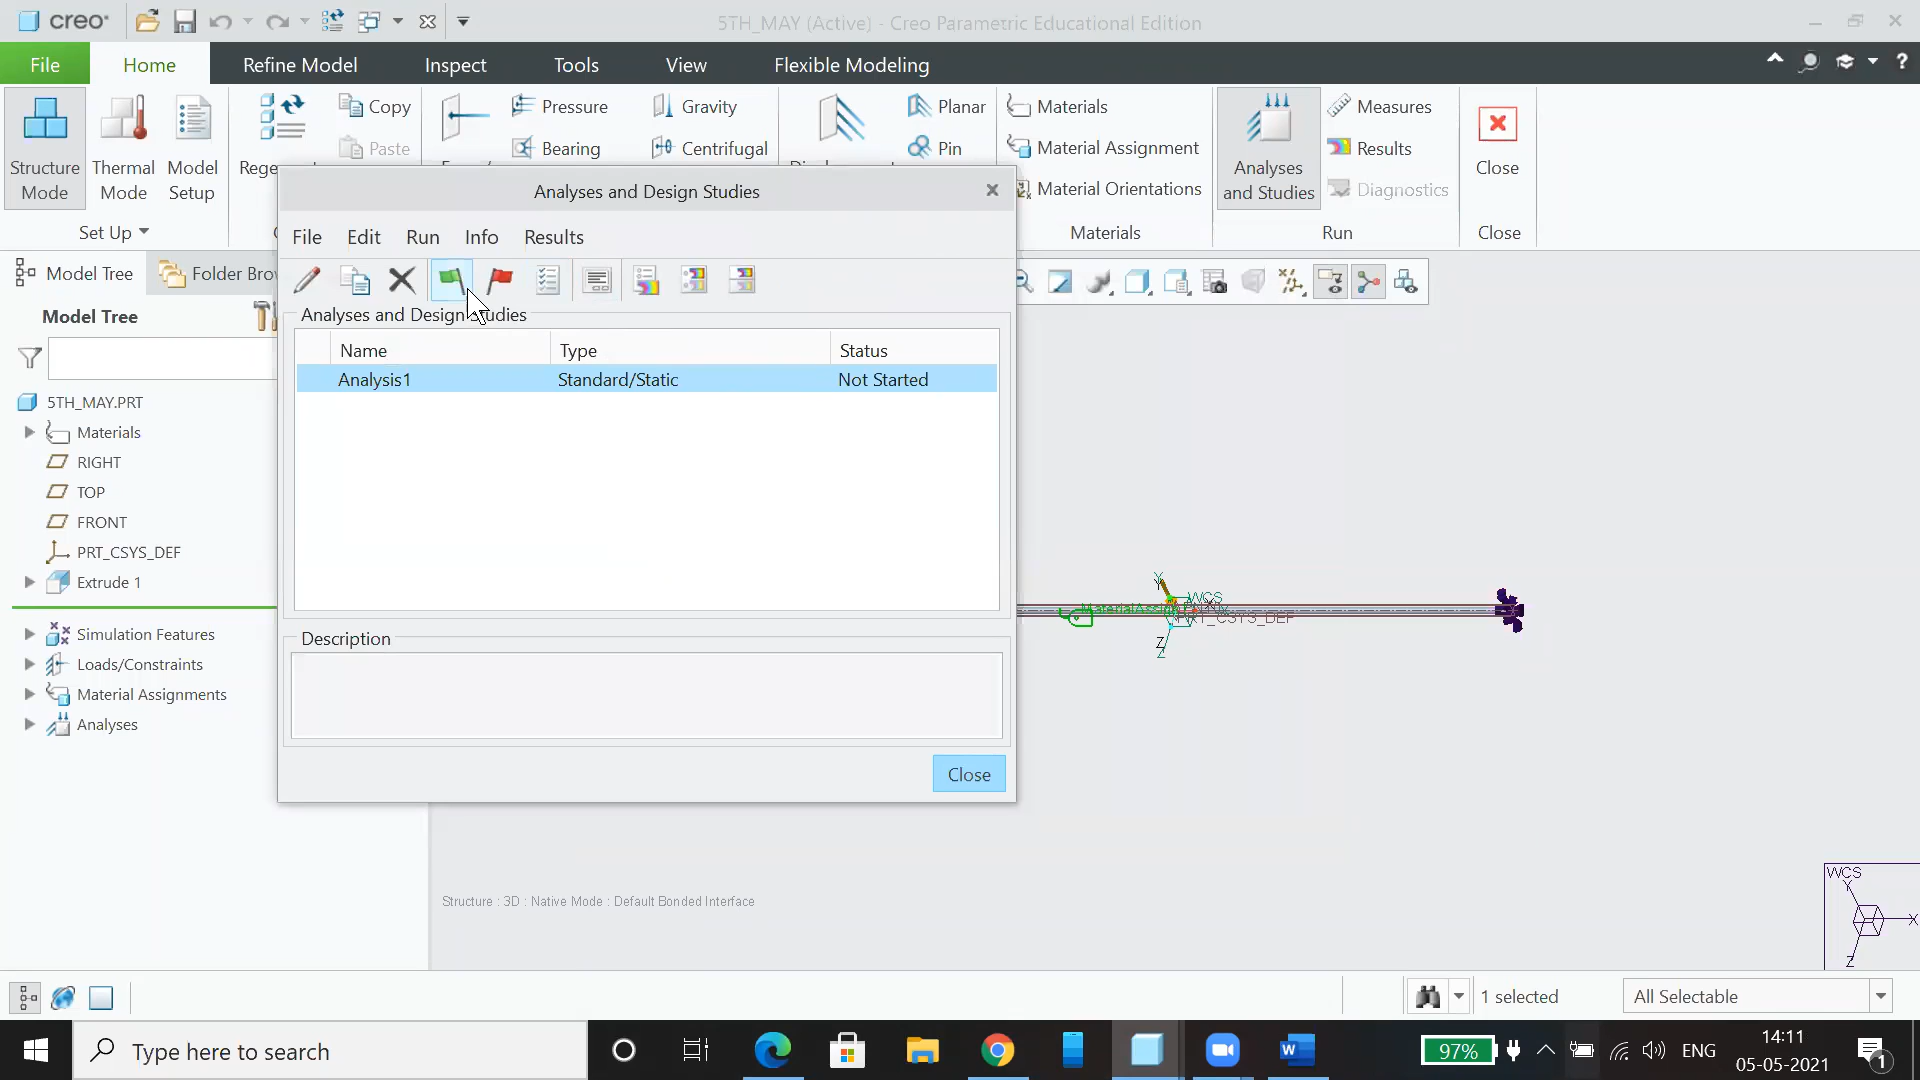 creo
5TH_MAY (Active) - Creo Parametric Educational Edition
File
Home
Refine Model
Inspect
Tools
View
Flexible Modeling
?
Structure Mode
Thermal Mode
Model Setup
Copy
Paste
Pressure
Bearing
Gravity
Centrifugal
Planar
Pin
Materials
Material Assignment
Material Orientations
Analyses and Studies
Measures
Results
Diagnostics
Close
Set Up
Materials
Run
Close
Model Tree
Model Tree
5TH_MAY.PRT
Materials
RIGHT
TOP
FRONT
PRT_CSYS_DEF
Extrude 1
Simulation Features
Loads/Constraints
Material Assignments
Analyses
Analyses and Design Studies
File
Edit
Run
Info
Results
Analyses and Design Studies
Name
Type
Status
Analysis1
Standard/Static
Not Started
Description
Close
Y
WCS
Z
Z
Structure : 3D : Native Mode : Default Bonded Interface
WCS
Y
X
Z
1 selected
All Selectable
Type here to search
97%
ENG
14:11
05-05-2021
1